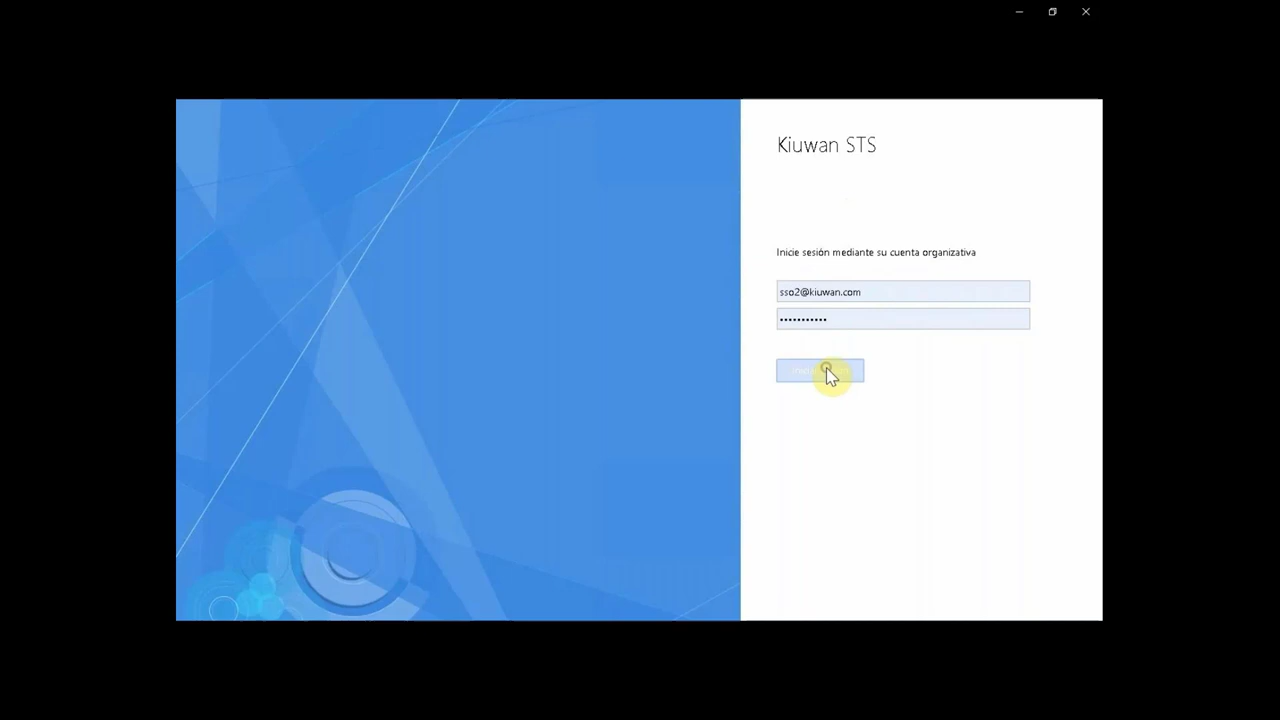 Kiuwan STS
Inicie sesión mediante su cuenta organizativa
sso2@kiuwan.com
•••••••••••